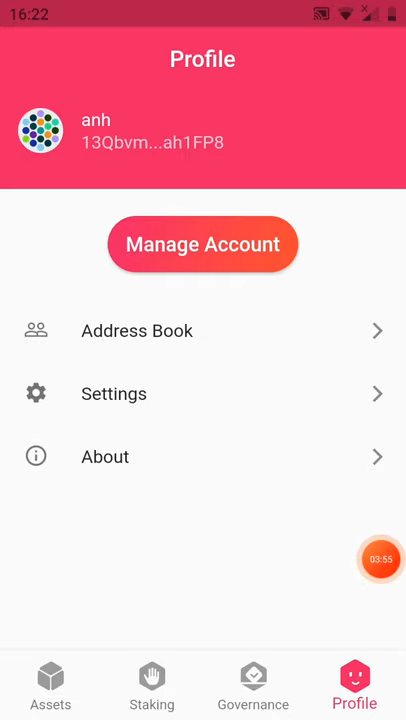 16:22
Profile
anh
13Qbvm...ah1FP8
Manage Account
Address Book
Settings
About
03:55
Assets
Staking
Governance
Profile